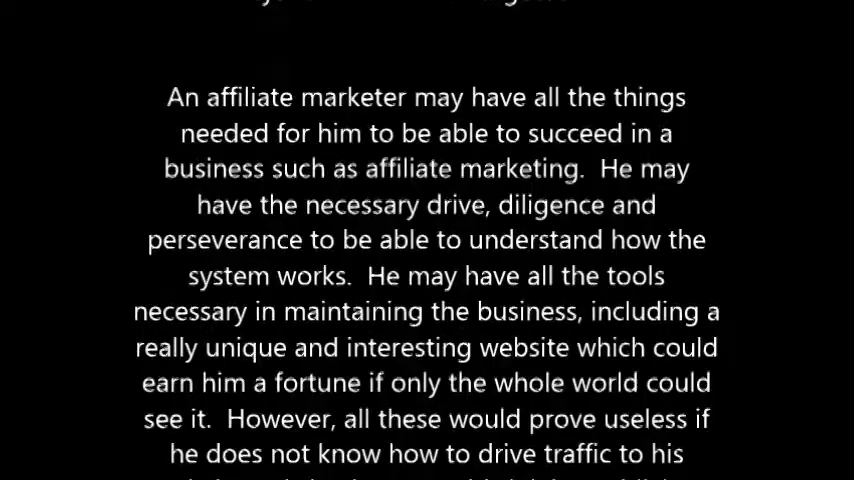 An affiliate marketer may have all the things
needed for him to be able to succeed in a
business such as affiliate marketing.  He may
have the necessary drive, diligence and
perseverance to be able to understand how the
system works.  He may have all the tools
necessary in maintaining the business, including a
really unique and interesting website which could
earn him a fortune if only the whole world could
see it.  However, all these would prove useless if
he does not know how to drive traffic to his